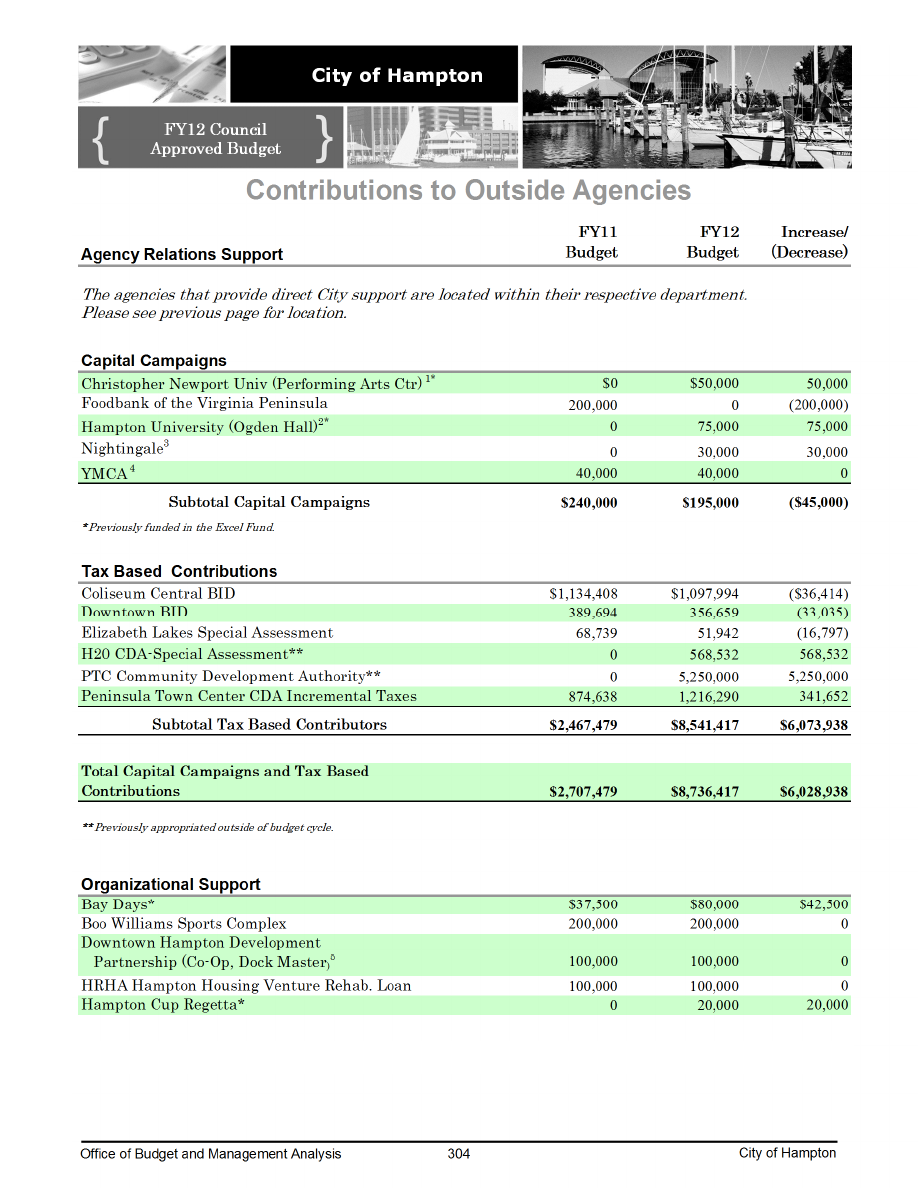 City of Hampton
FY12 Council
Approved Budget
Contributions to Outside Agencies
FY11 FY12 Increase/
Agency Relations Support Budget Budget (Decrease)
The agencies that provide direct City support are located within their respective department.
Please see previous page for location.
Capital Campaigns
Christopher Newport Univ (Performing Arts Ctr) 1* $0 $50,000 50,000
Foodbank of the Virginia Peninsula 200,000 0 (200,000)
Hampton University (Ogden Hall)2* 0 75,000 75,000
Nightingale3 0 30,000 30,000
YMCA 4 40,000 40,000 0
Subtotal Capital Campaigns $240,000 $195,000 ($45,000)
*Previously funded in the Excel Fund.
Tax Based Contributions
Coliseum Central BID $1,134,408 $1,097,994 ($36,414)
Downtown BID 389,694 356,659 (33,035)
Elizabeth Lakes Special Assessment 68,739 51,942 (16,797)
H20 CDA-Special Assessment** 0 568,532 568,532
PTC Community Development Authority** 0 5,250,000 5,250,000
Peninsula Town Center CDA Incremental Taxes 874,638 1,216,290 341,652
Subtotal Tax Based Contributors $2,467,479 $8,541,417 $6,073,938
Total Capital Campaigns and Tax Based
Contributions $2,707,479 $8,736,417 $6,028,938
**Previously appropriated outside of budget cycle.
Organizational Support
Bay Days* $37,500 $80,000 $42,500
Boo Williams Sports Complex 200,000 200,000 0
Downtown Hampton Development
Partnership (Co-Op, Dock Master)5 100,000 100,000 0
HRHA Hampton Housing Venture Rehab. Loan 100,000 100,000 0
Hampton Cup Regetta* 0 20,000 20,000
Office of Budget and Management Analysis 304 City of Hampton